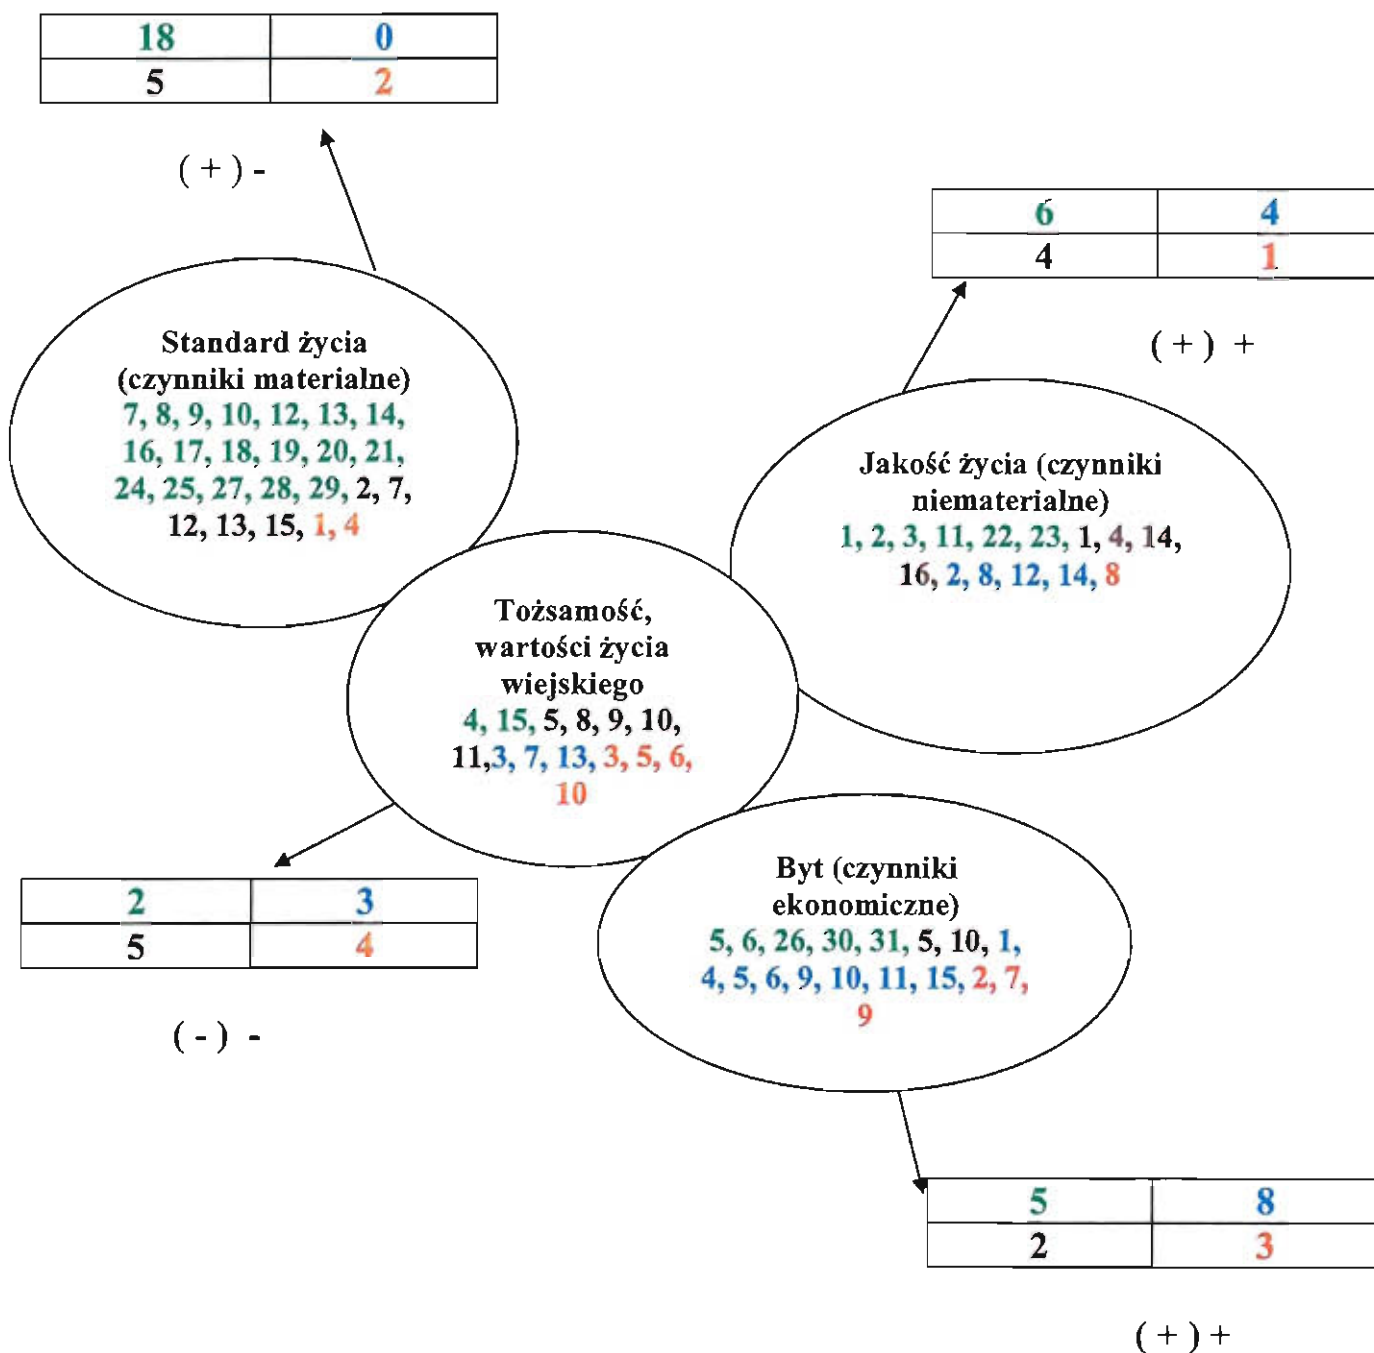 18 0
5 2
( + ) -
6 4
4 1
( + ) +
Standard życia
(czynniki materialne)
7, 8, 9, 10, 12, 13, 14,
16, 17, 18, 19, 20, 21,
24, 25, 27, 28, 29, 2, 7,
12, 13, 15, 1, 4
Jakość życia (czynniki
niematerialne)
1, 2, 3, 11, 22, 23, 1, 4, 14,
16, 2, 8, 12, 14, 8
Tożsamość,
wartości życia
wiejskiego
4, 15, 5, 8, 9, 10,
11,3, 7, 13, 3, 5, 6,
10
2 3
5 4
( - ) -
Byt (czynniki
ekonomiczne)
5, 6, 26, 30, 31, 5, 10, 1,
4, 5, 6, 9, 10, 11, 15, 2, 7,
9
5 8
2 3
( + ) +